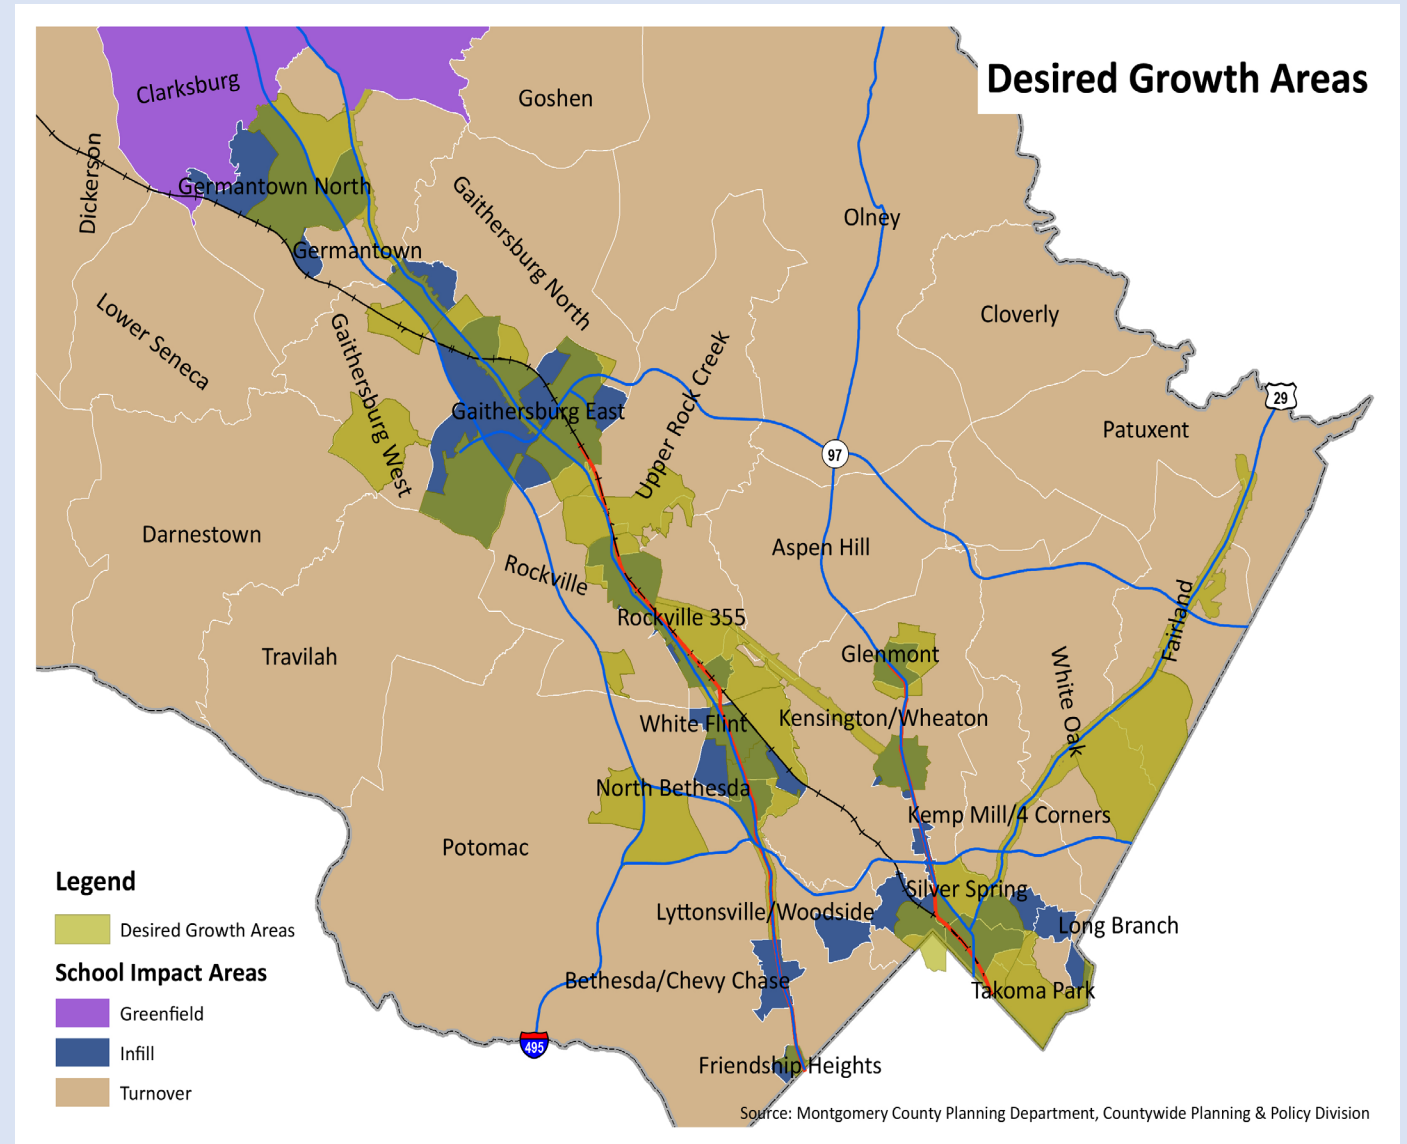 Desired Growth Areas
Clarksburg
Goshen
Dickerson
Germantown North
Gaithersburg North
Olney
Germantown
Lower Seneca
Gaithersburg West
Cloverly
Upper Rock Creek
29
Gaithersburg East
Patuxent
97
Darnestown
Aspen Hill
Rockville
Rockville 355
Fairland
Travilah
Glenmont
White Oak
White Flint
Kensington/Wheaton
North Bethesda
Kemp Mill/4 Corners
Potomac
Silver Spring
Lyttonsville/Woodside
Long Branch
Bethesda/Chevy Chase
Takoma Park
495
Friendship Heights
Legend
Desired Growth Areas
School Impact Areas
Greenfield
Infill
Turnover
Source: Montgomery County Planning Department, Countywide Planning & Policy Division